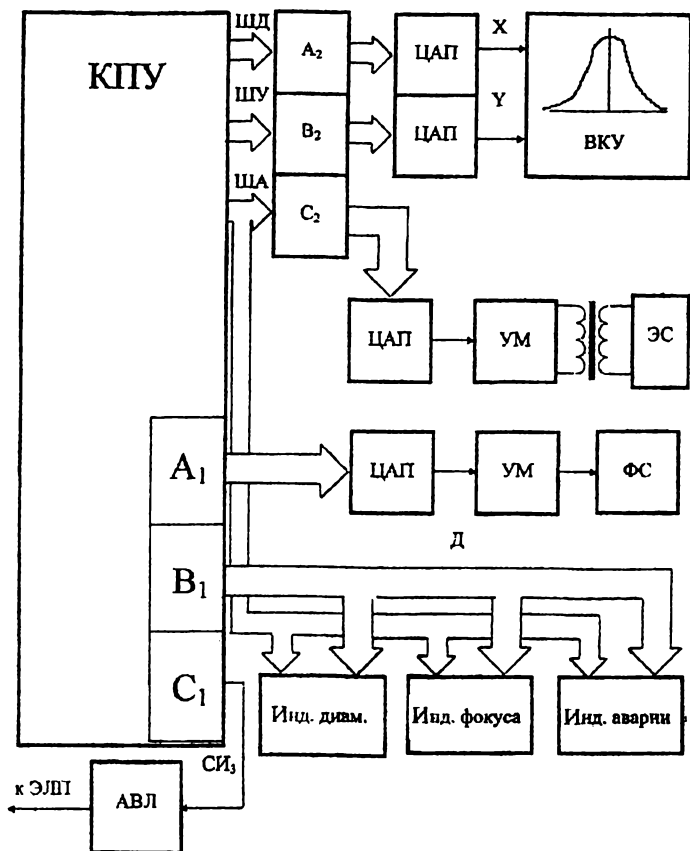 КПУ
ШД
ШУ
ША
A₂
B₂
C₂
ЦАП
ЦАП
X
Y
ВКУ
ЦАП
УМ
ЭС
A₁
B₁
C₁
ЦАП
УМ
ФС
Д
Инд. диам.
Инд. фокуса
Инд. аварии
СИ₃
к ЭЛП
АВЛ